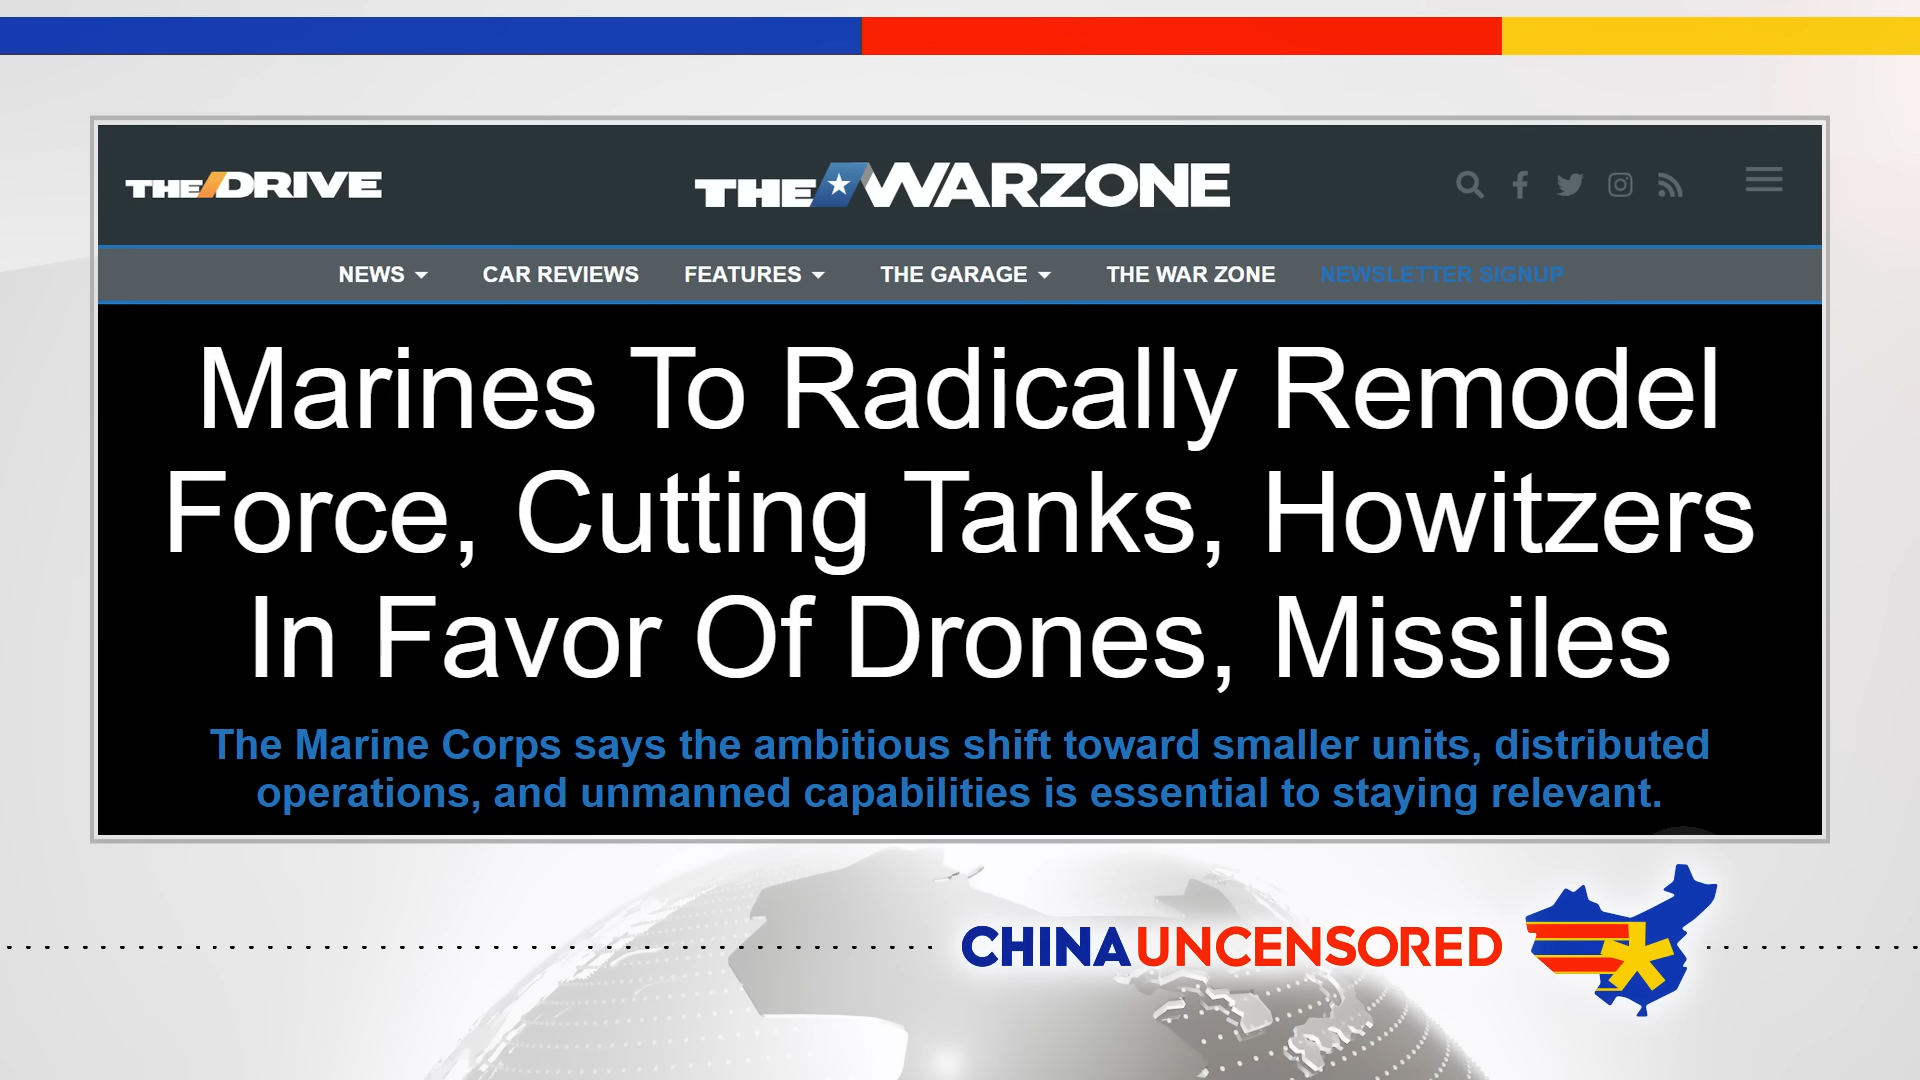 THE DRIVE
THE WARZONE
NEWS CAR REVIEWS FEATURES THE GARAGE THE WAR ZONE NEWSLETTER SIGNUP
Marines To Radically Remodel
Force, Cutting Tanks, Howitzers
In Favor Of Drones, Missiles
The Marine Corps says the ambitious shift toward smaller units, distributed
operations, and unmanned capabilities is essential to staying relevant.
CHINA UNCENSORED